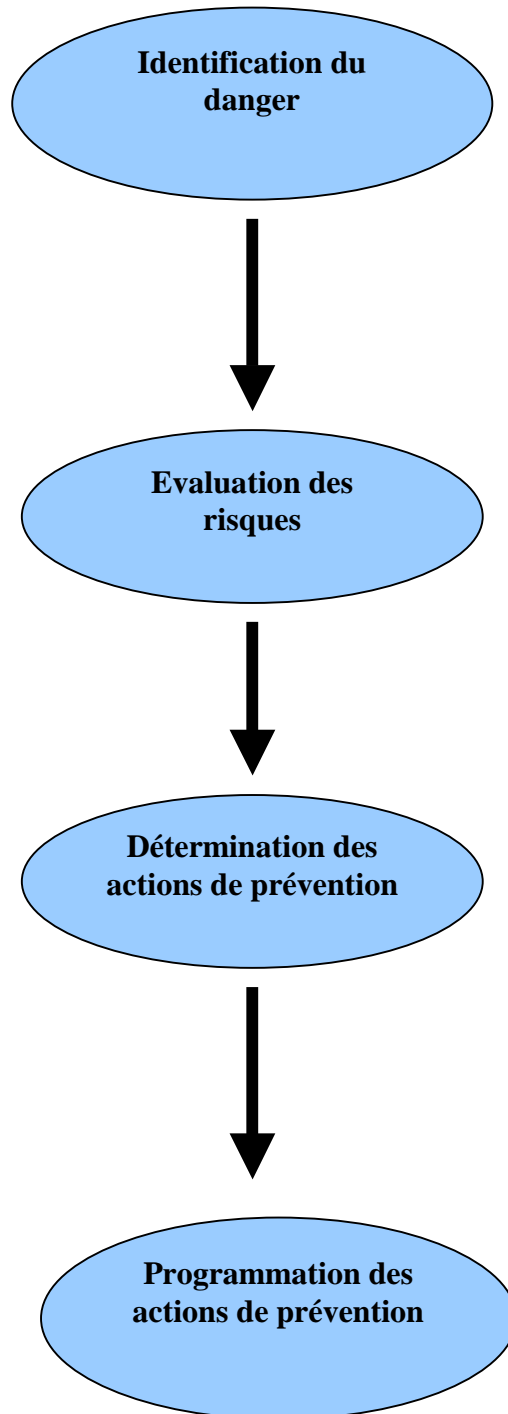 Identification du
danger
Evaluation des
risques
Détermination des
actions de prévention
Programmation des
actions de prévention